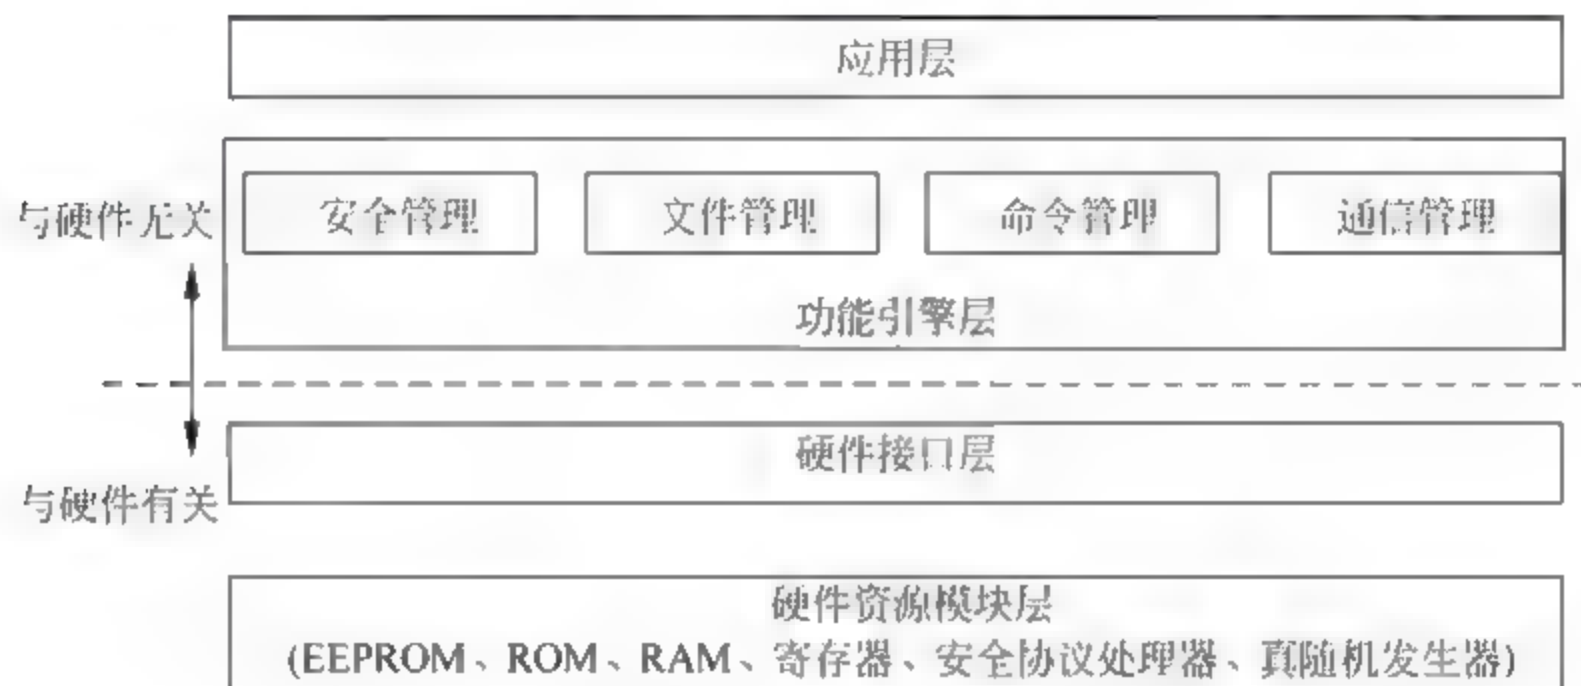 应用层
与硬件无关
安全管理 文件管理 命令管理 通信管理
功能引擎层
硬件接口层
与硬件有关
硬件资源模块层
(EEPROM、ROM、RAM、寄存器、安全协议处理器、真随机发生器)